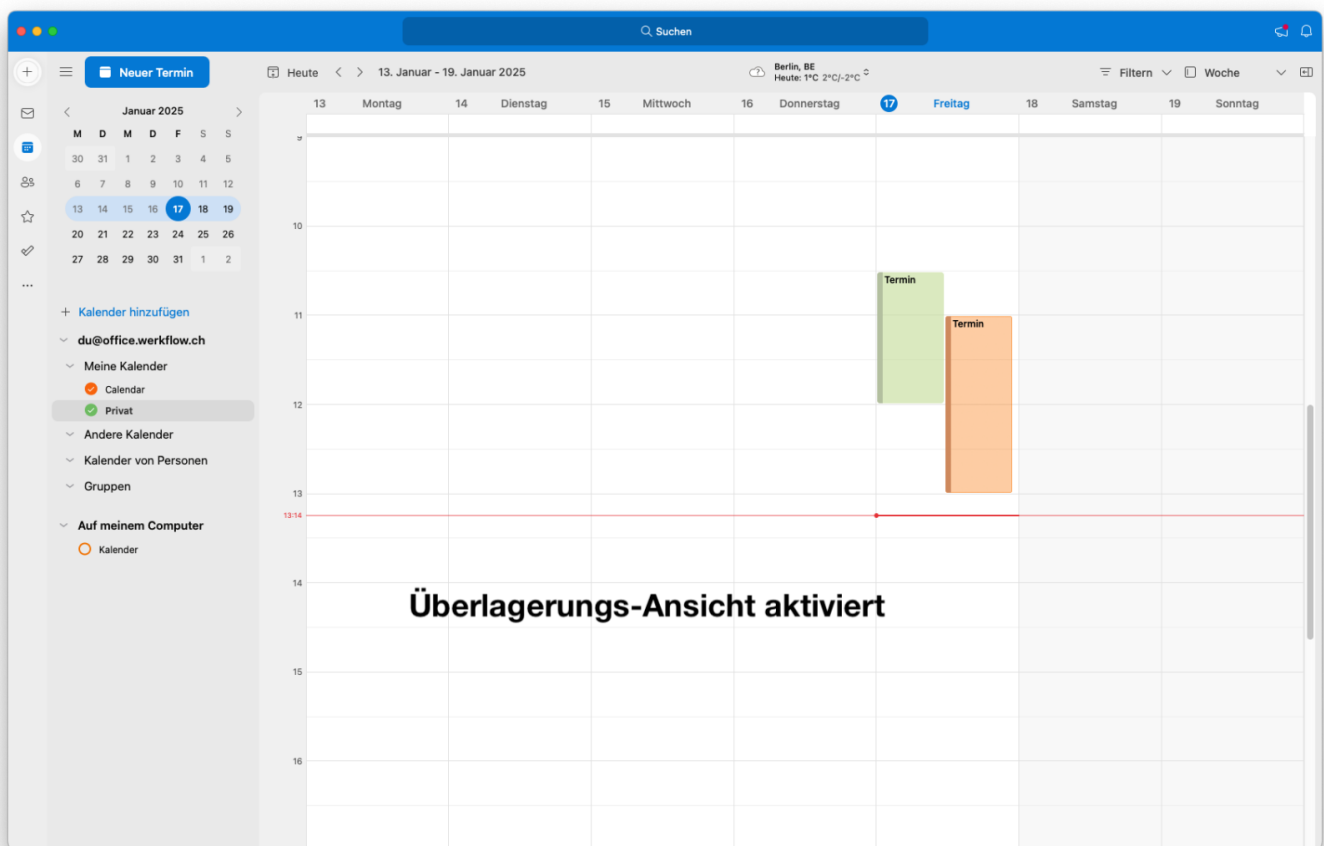 Suchen
Neuer Termin
Heute
13. Januar - 19. Januar 2025
Berlin, BE
Heute: 1°C 2°C/-2°C
Filtern
Woche
Januar 2025
M D M D F S S
30 31 1 2 3 4 5
6 7 8 9 10 11 12
13 14 15 16 17 18 19
20 21 22 23 24 25 26
27 28 29 30 31 1 2
Kalender hinzufügen
du@office.werkflow.ch
Meine Kalender
Calendar
Privat
Andere Kalender
Kalender von Personen
Gruppen
Auf meinem Computer
Kalender
13 Montag 14 Dienstag 15 Mittwoch 16 Donnerstag 17 Freitag 18 Samstag 19 Sonntag
10
Termin
11
Termin
12
13
13:14
14
Überlagerungs-Ansicht aktiviert
15
16